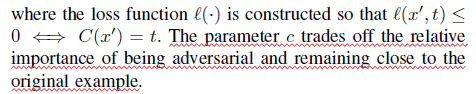 where the loss function ℓ(·) is constructed so that ℓ(x′, t) ≤
0 ⟺ C(x′) = t. The parameter c trades off the relative
importance of being adversarial and remaining close to the
original example.